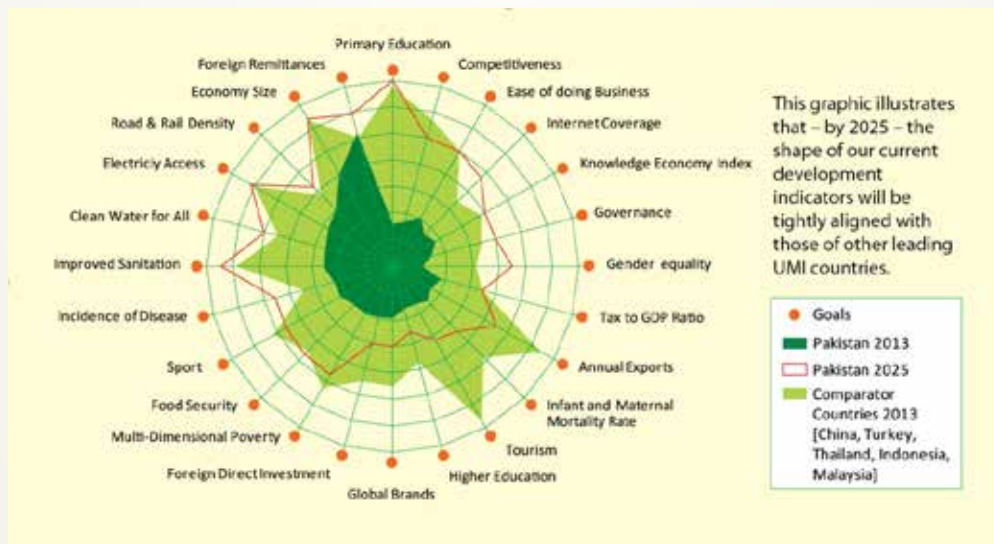 Primary Education
Foreign Remittances
Competitiveness
Economy Size
Ease of doing Business
Road & Rail Density
Internet Coverage
Electriciy Access
Knowledge Economy Index
Clean Water for All
Governance
Improved Sanitation
Gender equality
Incidence of Disease
Tax to GDP Ratio
Sport
Annual Exports
Food Security
Infant and Maternal
Mortality Rate
Multi-Dimensional Poverty
Tourism
Foreign Direct Investment
Higher Education
Global Brands
This graphic illustrates
that – by 2025 – the
shape of our current
development
indicators will be
tightly aligned with
those of other leading
UMI countries.
Goals
Pakistan 2013
Pakistan 2025
Comparator
Countries 2013
[China, Turkey,
Thailand, Indonesia,
Malaysia]